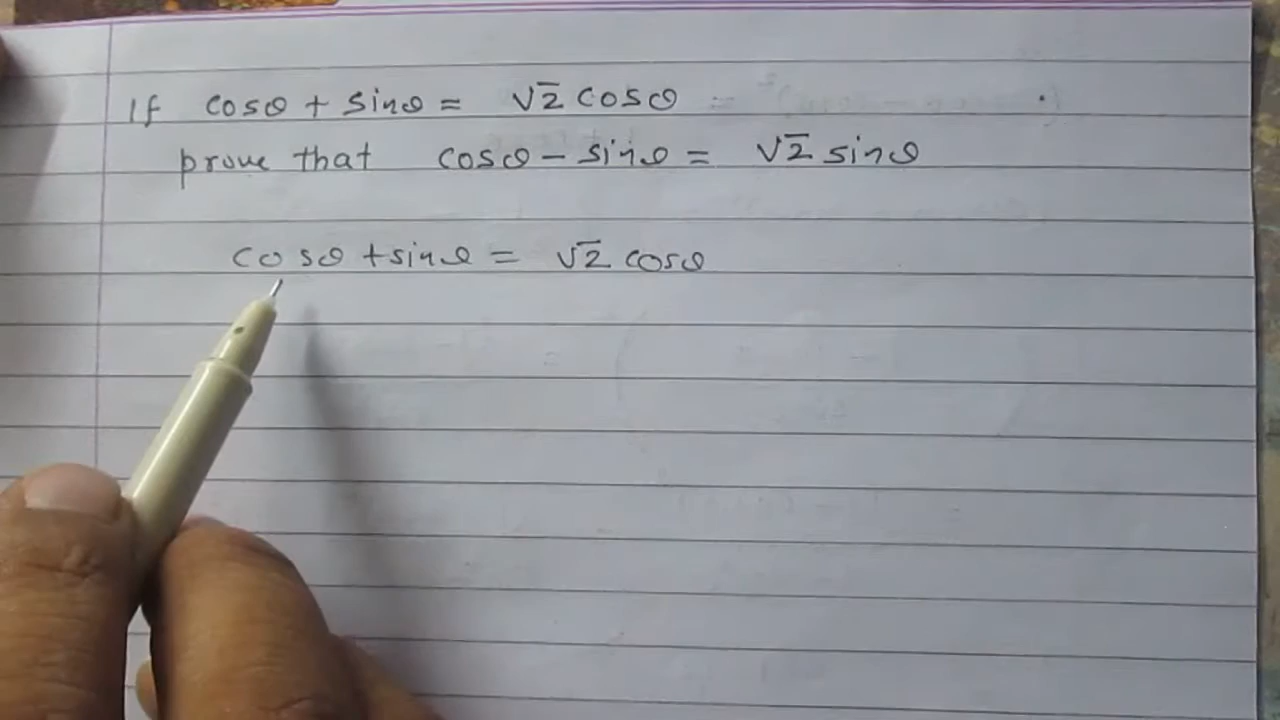 If cosθ + sinθ = √2 cosθ
prove that cosθ - sinθ = √2 sinθ
cosθ + sinθ = √2 cosθ